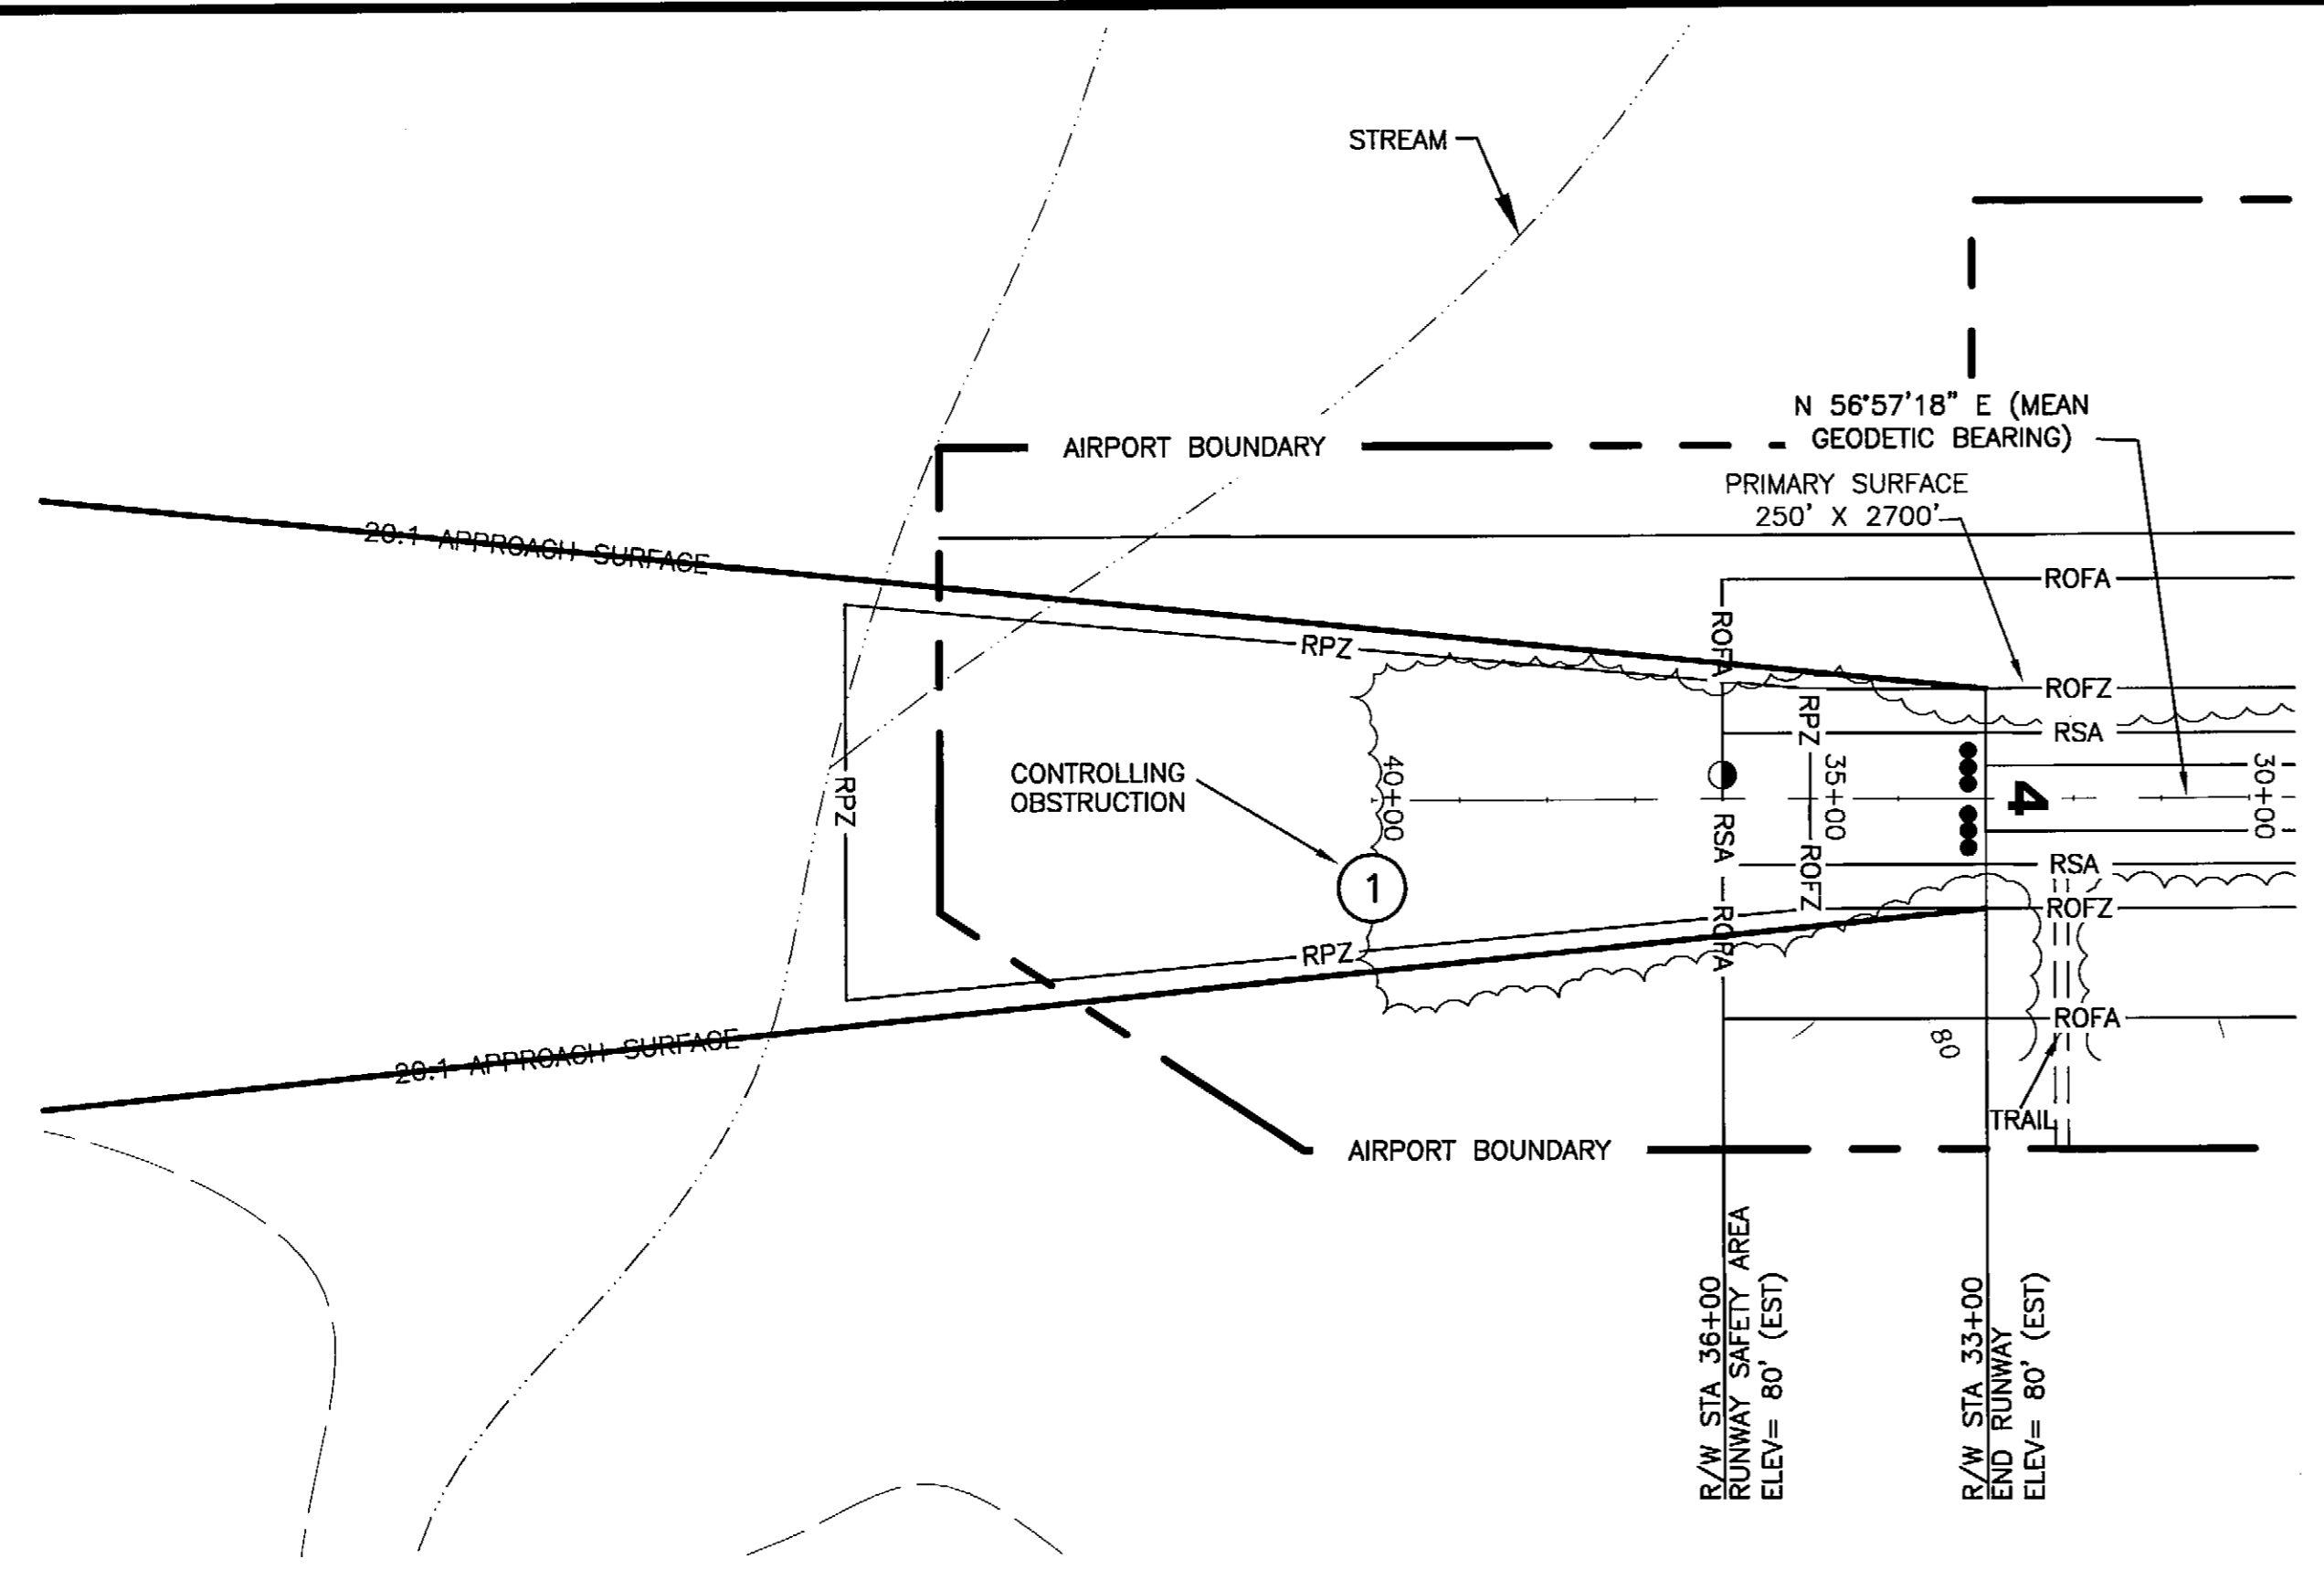 STREAM
N 56°57'18" E (MEAN
GEODETIC BEARING)
AIRPORT BOUNDARY
PRIMARY SURFACE
250' X 2700'
20:1 APPROACH SURFACE
ROFA
ROFA
RPZ
ROFZ
RPZ
RSA
CONTROLLING
OBSTRUCTION
40+00
35+00
30+00
4
RPZ
RSA
ROFZ
1
RSA
ROFA
ROFZ
RPZ
ROFA
80
20:1 APPROACH SURFACE
TRAIL
AIRPORT BOUNDARY
R/W STA 36+00
RUNWAY SAFETY AREA
ELEV= 80' (EST)
R/W STA 33+00
END RUNWAY
ELEV= 80' (EST)